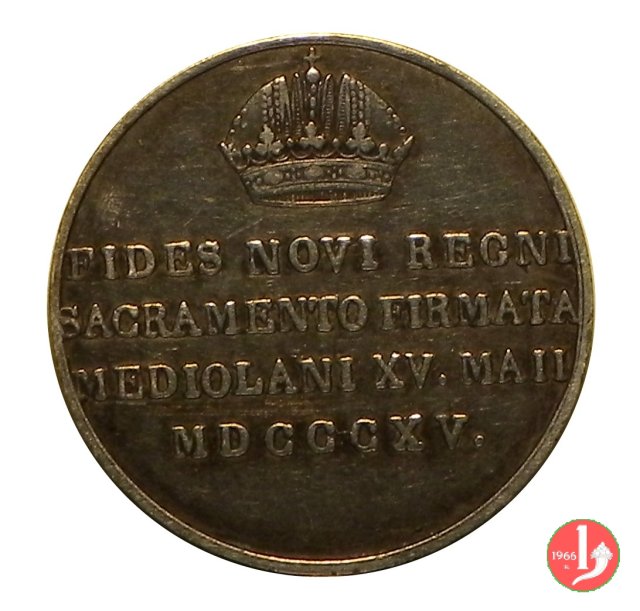 FIDES NOVI REGNI
SACRAMENTO FIRMATA
MEDIOLANI XV. MAII
MDCCCXV.
1966